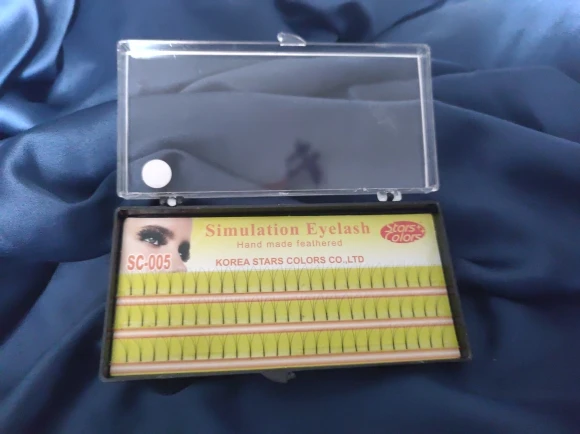 Simulation Eyelash
Hand made feathered
Stars
Colors
SC-005
KOREA STARS COLORS CO.,LTD